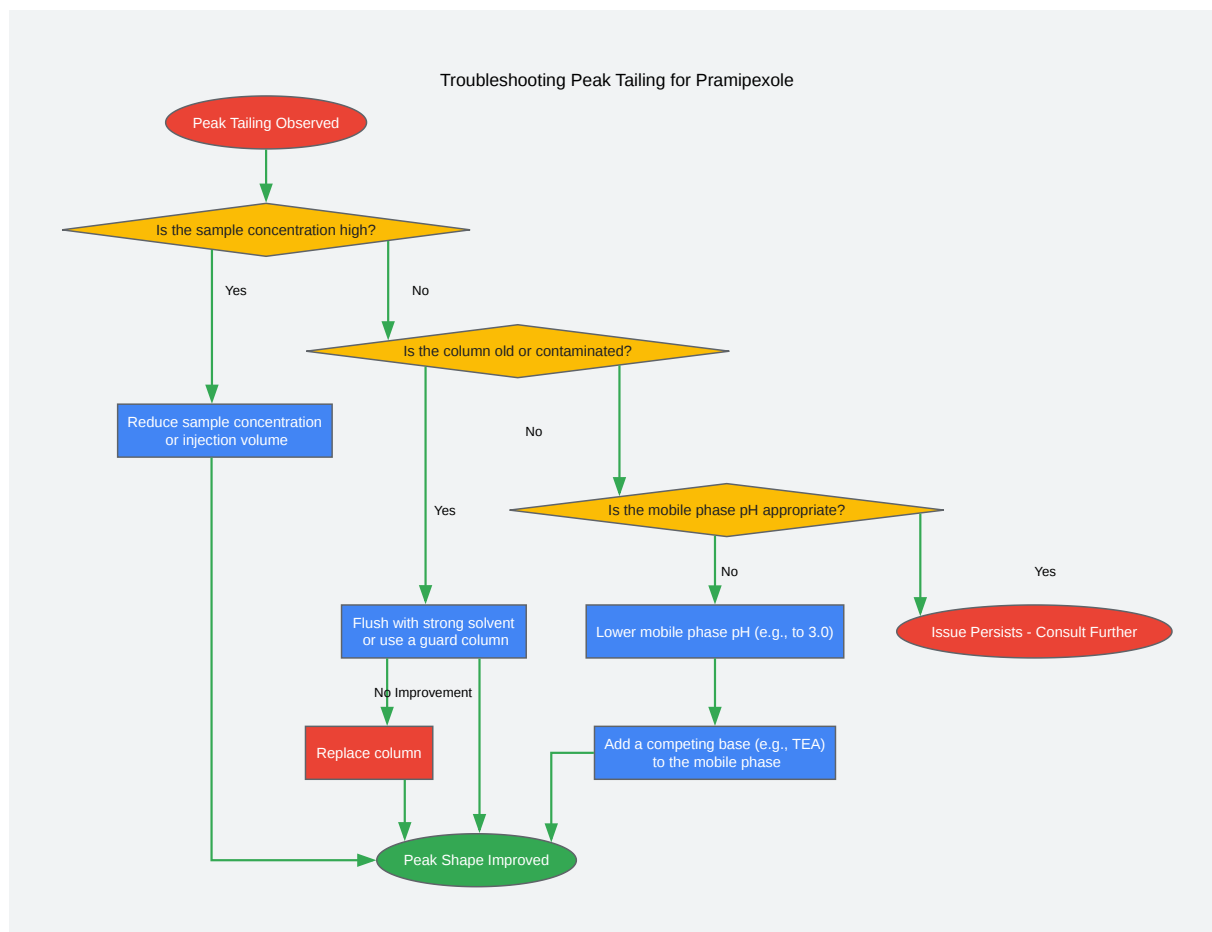 Troubleshooting Peak Tailing for Pramipexole
Peak Tailing Observed
Is the sample concentration high?
Yes
No
Is the column old or contaminated?
Reduce sample concentration
or injection volume
No
Is the mobile phase pH appropriate?
Yes
No
Yes
Flush with strong solvent
or use a guard column
Lower mobile phase pH (e.g., to 3.0)
Issue Persists - Consult Further
No Improvement
Replace column
Add a competing base (e.g., TEA)
to the mobile phase
Peak Shape Improved